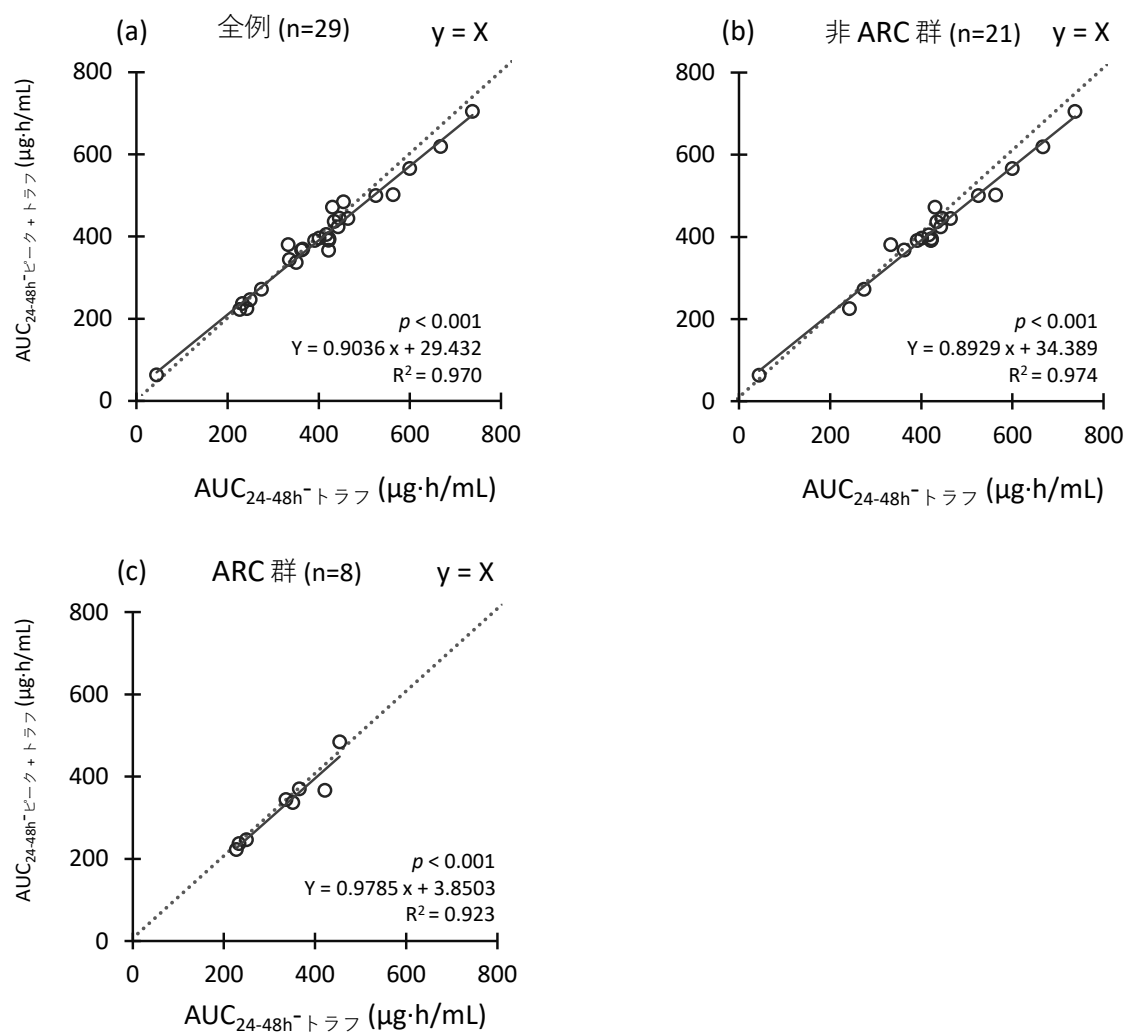 (a) 全例 (n=29) y = X
AUC24-48h-ピーク + トラフ (µg·h/mL)
800
600
400
200
0
p < 0.001
Y = 0.9036 x + 29.432
R² = 0.970
0 200 400 600 800
AUC24-48h-トラフ (µg·h/mL)
(b) 非 ARC 群 (n=21) y = X
800
600
400
200
0
p < 0.001
Y = 0.8929 x + 34.389
R² = 0.974
0 200 400 600 800
AUC24-48h-トラフ (µg·h/mL)
(c) ARC 群 (n=8) y = X
AUC24-48h-ピーク + トラフ (µg·h/mL)
800
600
400
200
0
p < 0.001
Y = 0.9785 x + 3.8503
R² = 0.923
0 200 400 600 800
AUC24-48h-トラフ (µg·h/mL)